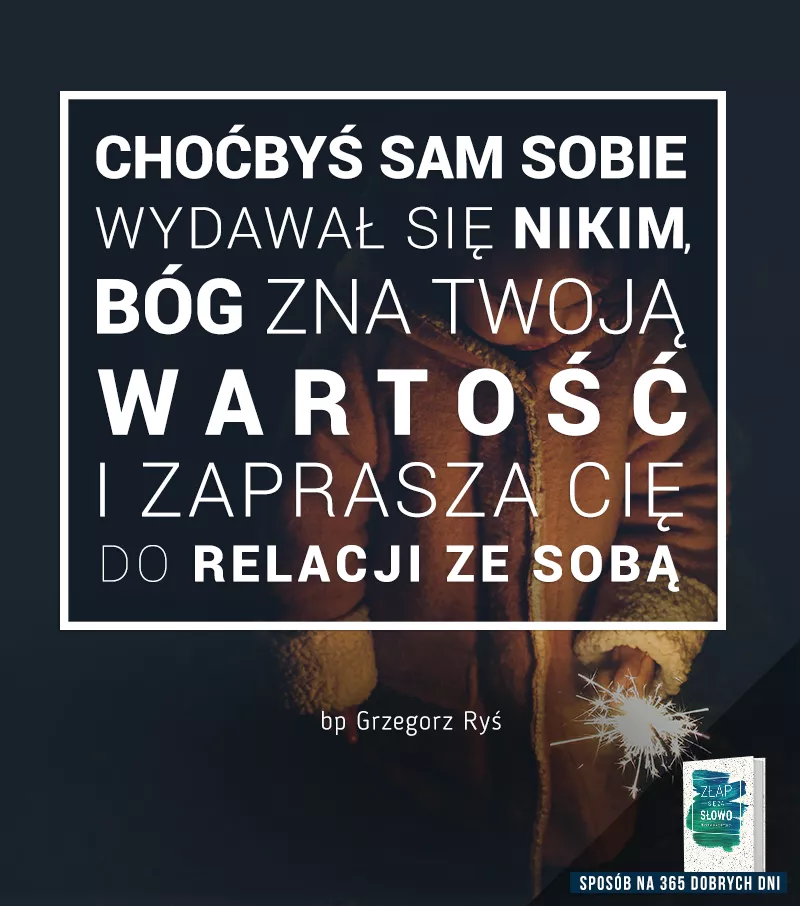 CHOĆBYŚ SAM SOBIE
WYDAWAŁ SIĘ NIKIM,
BÓG ZNA TWOJĄ
WARTOŚĆ
I ZAPRASZA CIĘ
DO RELACJI ZE SOBĄ
bp Grzegorz Ryś
ZŁAP
SŁOWO
SPOSÓB NA 365 DOBRYCH DNI